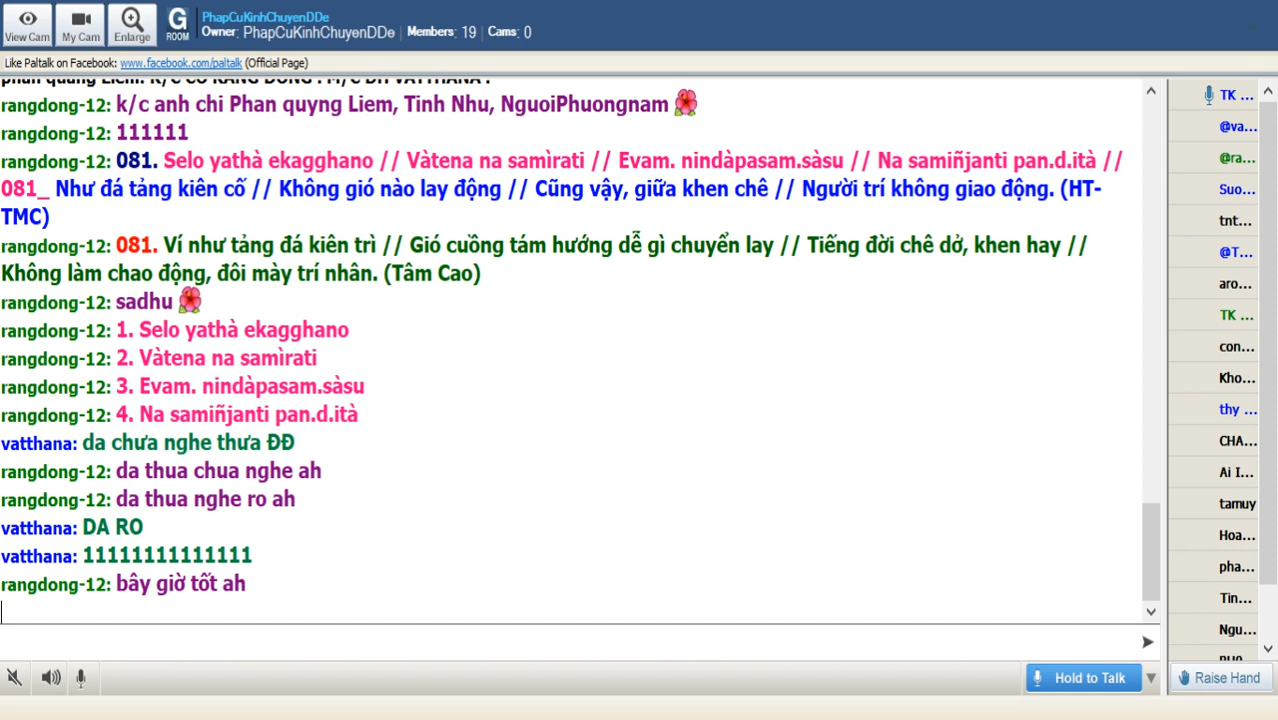 View Cam
My Cam
Enlarge
G
ROOM
PhapCuKinhChuyenDDe
Owner: PhapCuKinhChuyenDDe Members: 19 Cams: 0
Like Paltalk on Facebook: www.facebook.com/paltalk (Official Page)
rangdong-12: k/c anh chi Phan quyng Liem, Tinh Nhu, NguoiPhuongnam
rangdong-12: 111111
rangdong-12: 081. Selo yathà ekagghano // Vàtena na samìrati // Evam. nindàpasam.sàsu // Na samiñjanti pan.d.ità //
081_ Như đá tảng kiên cố // Không gió nào lay động // Cũng vậy, giữa khen chê // Người trí không giao động. (HT-
TMC)
rangdong-12: 081. Ví như tảng đá kiên trì // Gió cuồng tám hướng dễ gì chuyển lay // Tiếng đời chê dở, khen hay //
Không làm chao động, đôi mày trí nhân. (Tâm Cao)
rangdong-12: sadhu
rangdong-12: 1. Selo yathà ekagghano
rangdong-12: 2. Vàtena na samìrati
rangdong-12: 3. Evam. nindàpasam.sàsu
rangdong-12: 4. Na samiñjanti pan.d.ità
vatthana: da chưa nghe thưa ĐĐ
rangdong-12: da thua chua nghe ah
rangdong-12: da thua nghe ro ah
vatthana: DA RO
vatthana: 11111111111111
rangdong-12: bây giờ tốt ah
TK ...
@va...
@ra...
Suo...
tnt...
@T...
aro...
TK ...
con...
Kho...
thy ...
CHA...
Ai I...
tamuy
Hoa...
pha...
Tin...
Ngu...
Hold to Talk
Raise Hand